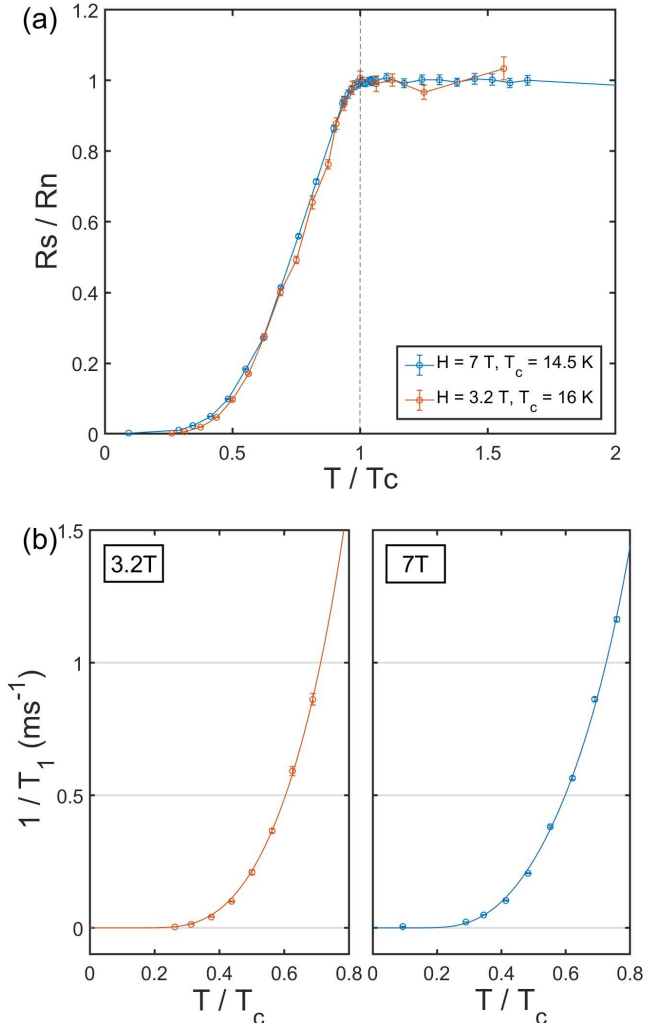 (a)
1.2
1
0.8
0.6
0.4
0.2
0
Rs / Rn
H = 7 T, T_c = 14.5 K
H = 3.2 T, T_c = 16 K
0 0.5 1 1.5 2
T / Tc
(b)
1.5
1
0.5
0
1 / T_1 (ms^-1)
3.2T
7T
0 0.2 0.4 0.6 0.8
0 0.2 0.4 0.6 0.8
T / T_c
T / T_c